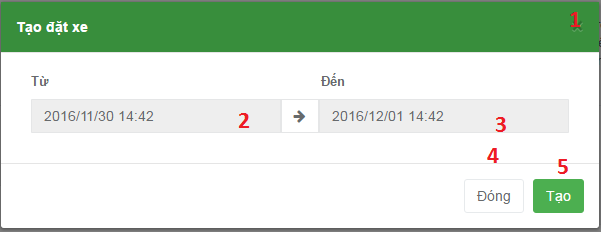 Tạo đặt xe 1
Từ Đến
2016/11/30 14:42 2 2016/12/01 14:42 3
4 5
Đóng Tạo